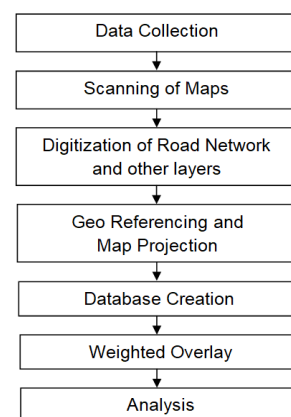 Data Collection
Scanning of Maps
Digitization of Road Network
and other layers
Geo Referencing and
Map Projection
Database Creation
Weighted Overlay
Analysis